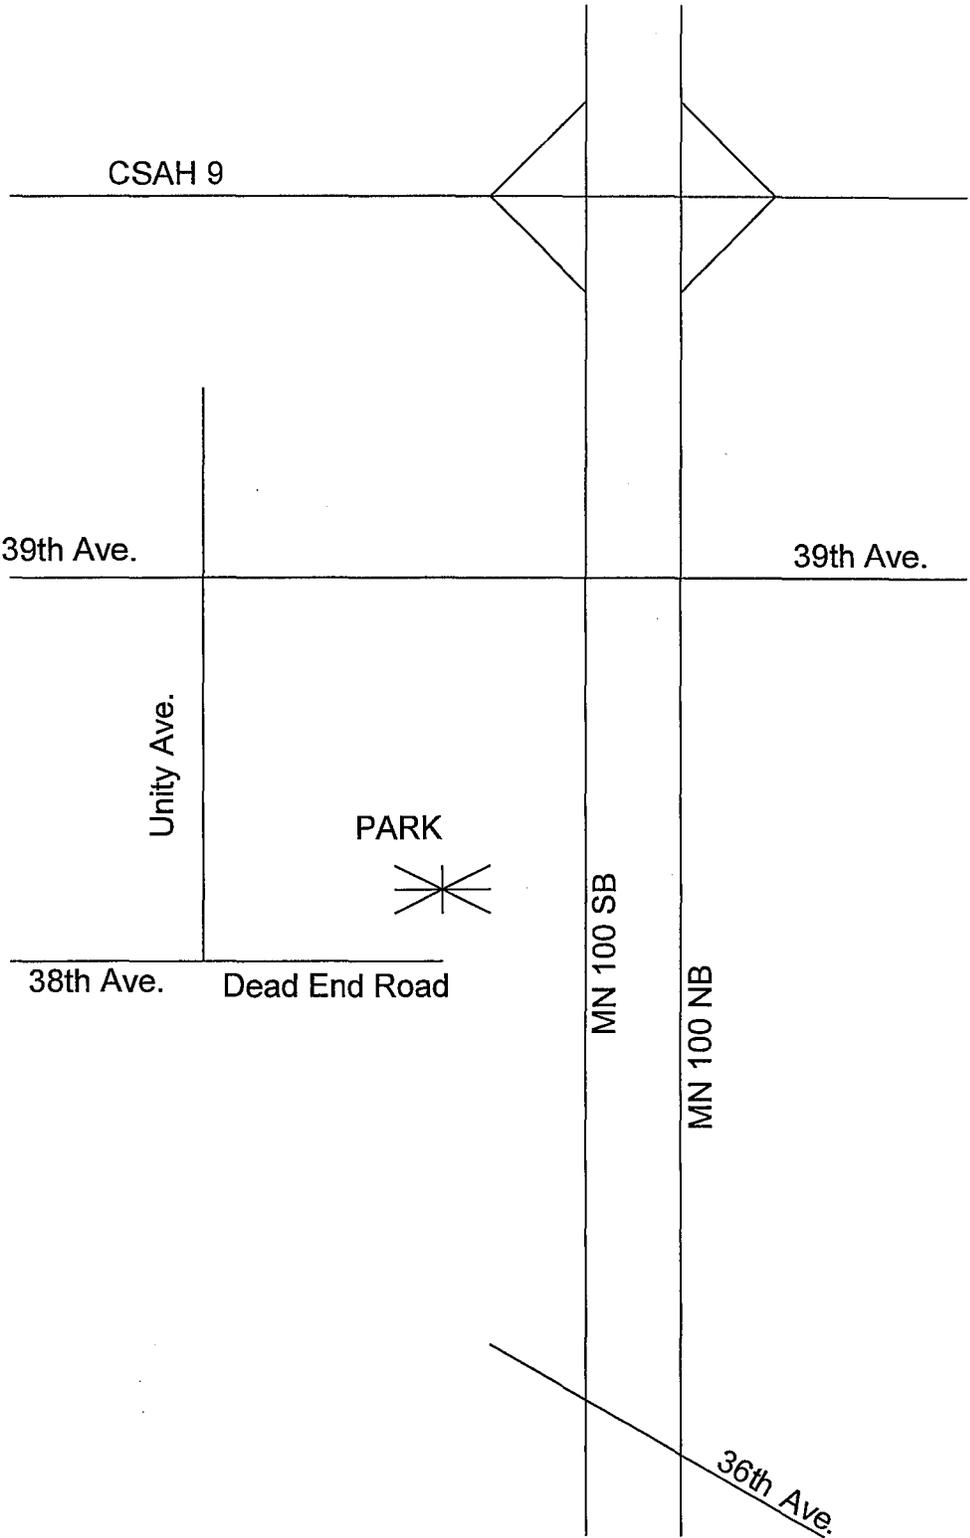 CSAH 9
39th Ave.
39th Ave.
Unity Ave.
PARK
MN 100 SB
38th Ave.
Dead End Road
MN 100 NB
36th Ave.